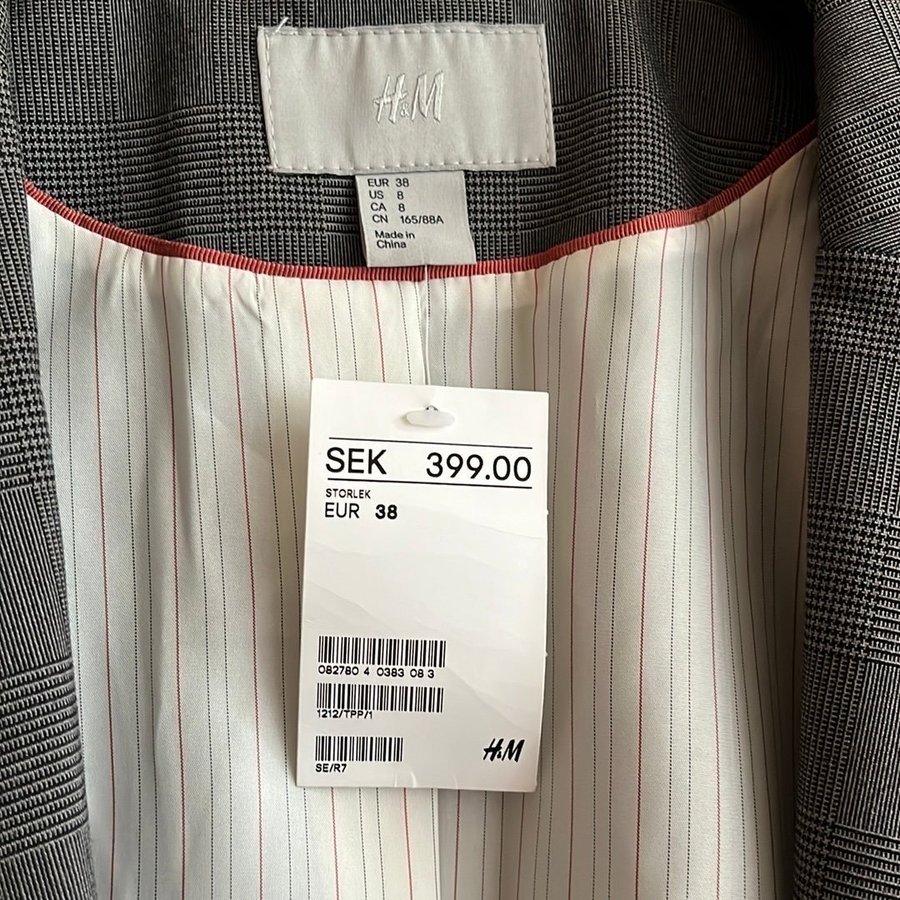 H&M
EUR 38
US 8
CA 8
CN 165/88A
Made in
China
SEK 399.00
STORLEK
EUR 38
082780 4 0383 08 3
1212/TPP/1
SE/R7
H&M